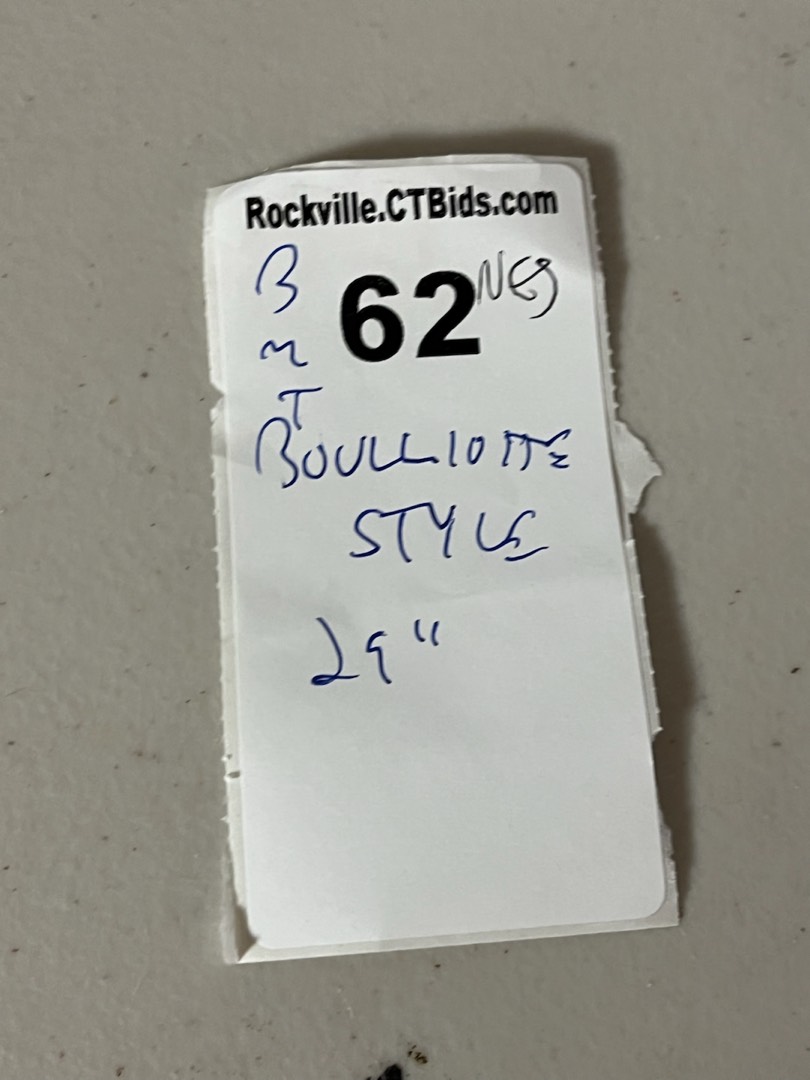 Rockville.CTBids.com
B
62
M
T
BOULLIOTTE
STYLE
29"